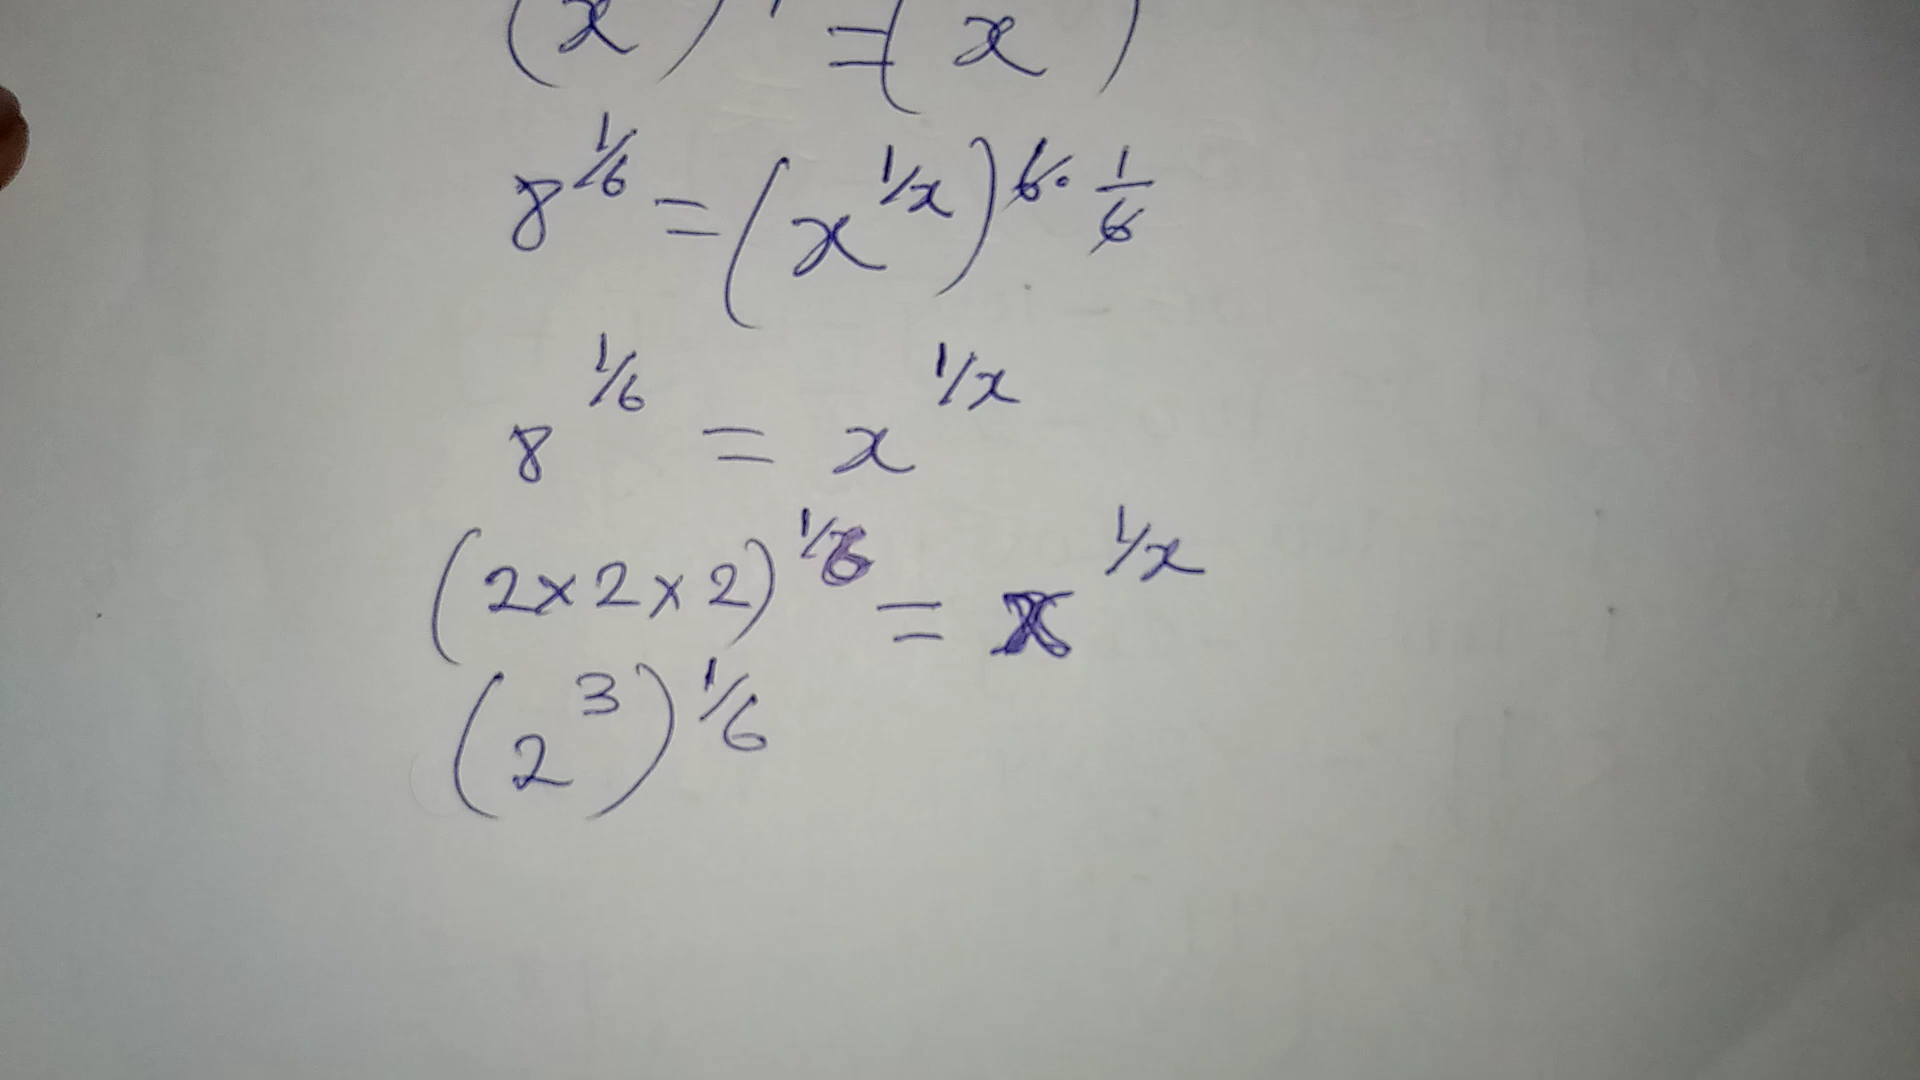 (x) = (x)
8^1/6 = (x^1/x)^6 · 1/6
8^1/6 = x^1/x
(2×2×2)^1/6 = x^1/x
(2^3)^1/6